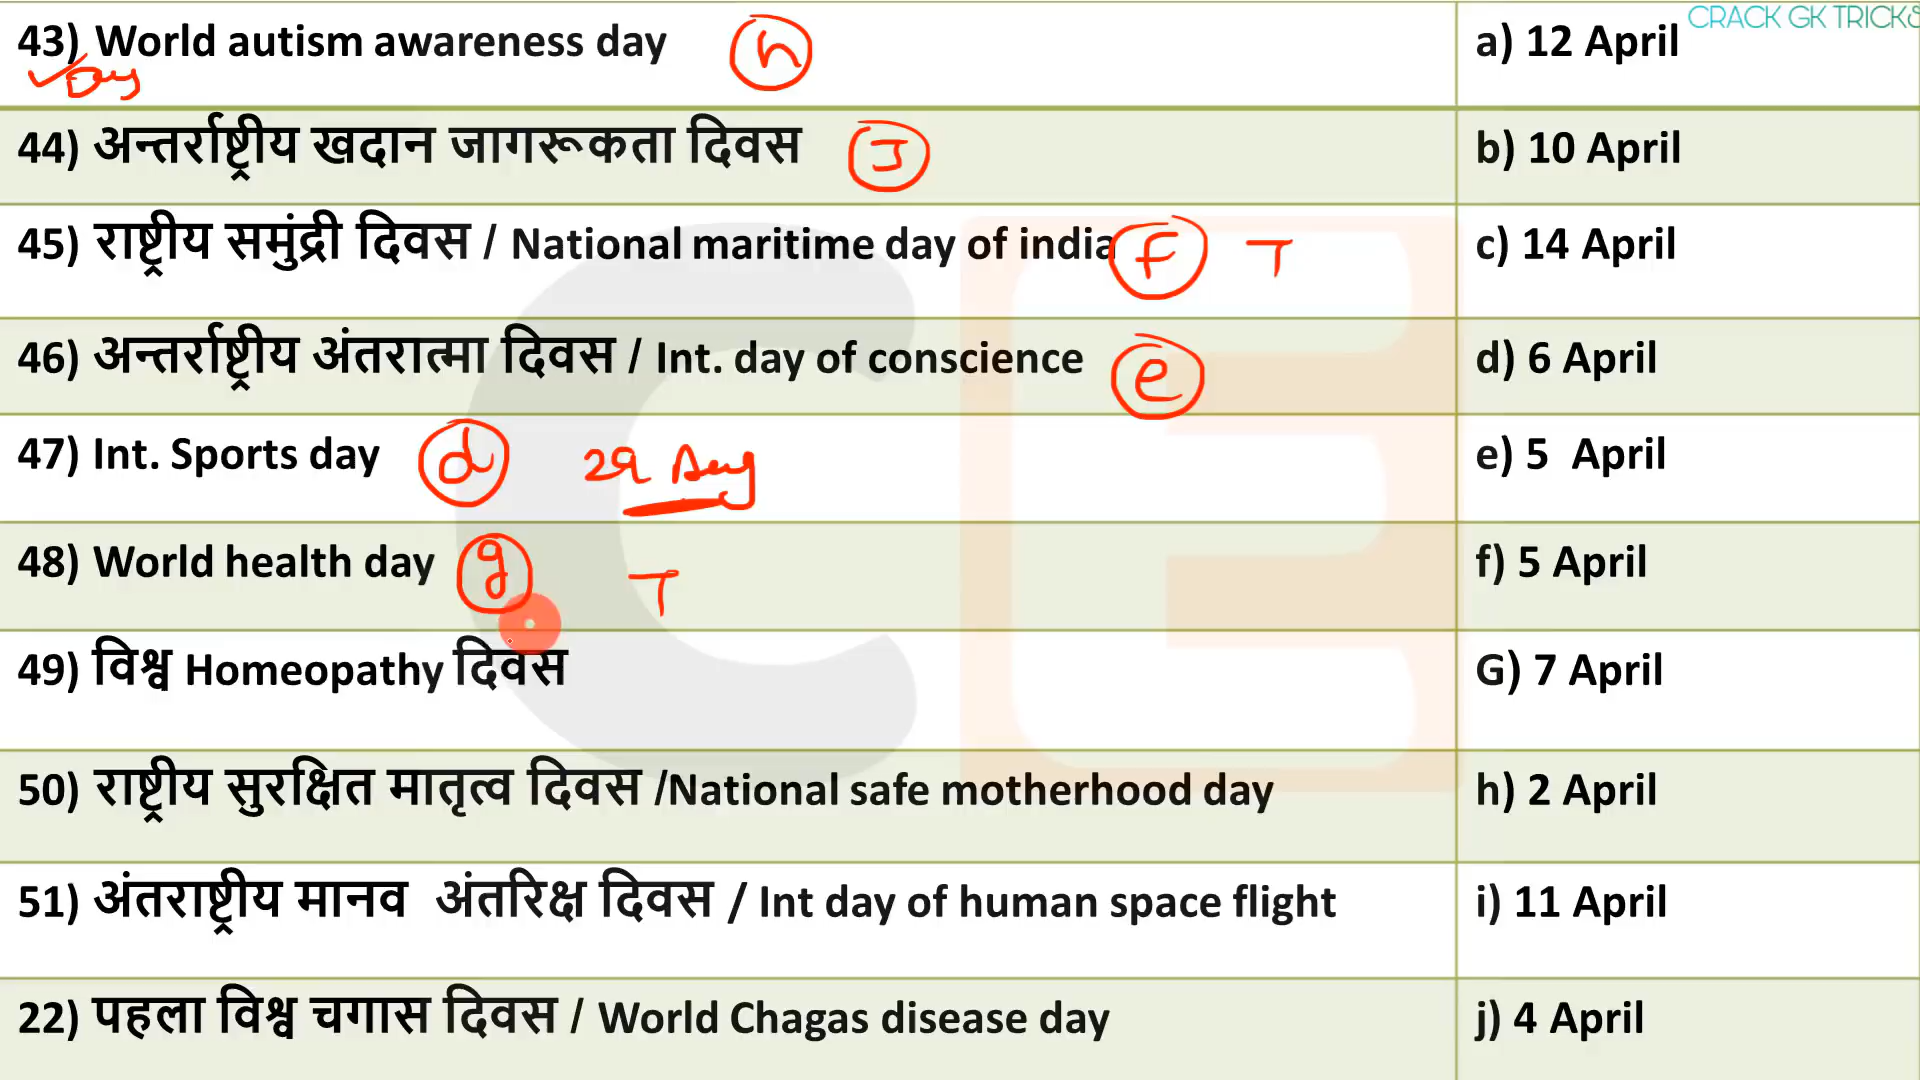 CRACK GK TRICKS
43) World autism awareness day h a) 12 April
Day
44) अन्तर्राष्ट्रीय खदान जागरूकता दिवस J b) 10 April
45) राष्ट्रीय समुंद्री दिवस / National maritime day of india F T c) 14 April
46) अन्तर्राष्ट्रीय अंतरात्मा दिवस / Int. day of conscience e d) 6 April
47) Int. Sports day d 29 Aug e) 5 April
48) World health day g T f) 5 April
49) विश्व Homeopathy दिवस G) 7 April
50) राष्ट्रीय सुरक्षित मातृत्व दिवस /National safe motherhood day h) 2 April
51) अंतराष्ट्रीय मानव अंतरिक्ष दिवस / Int day of human space flight i) 11 April
22) पहला विश्व चगास दिवस / World Chagas disease day j) 4 April